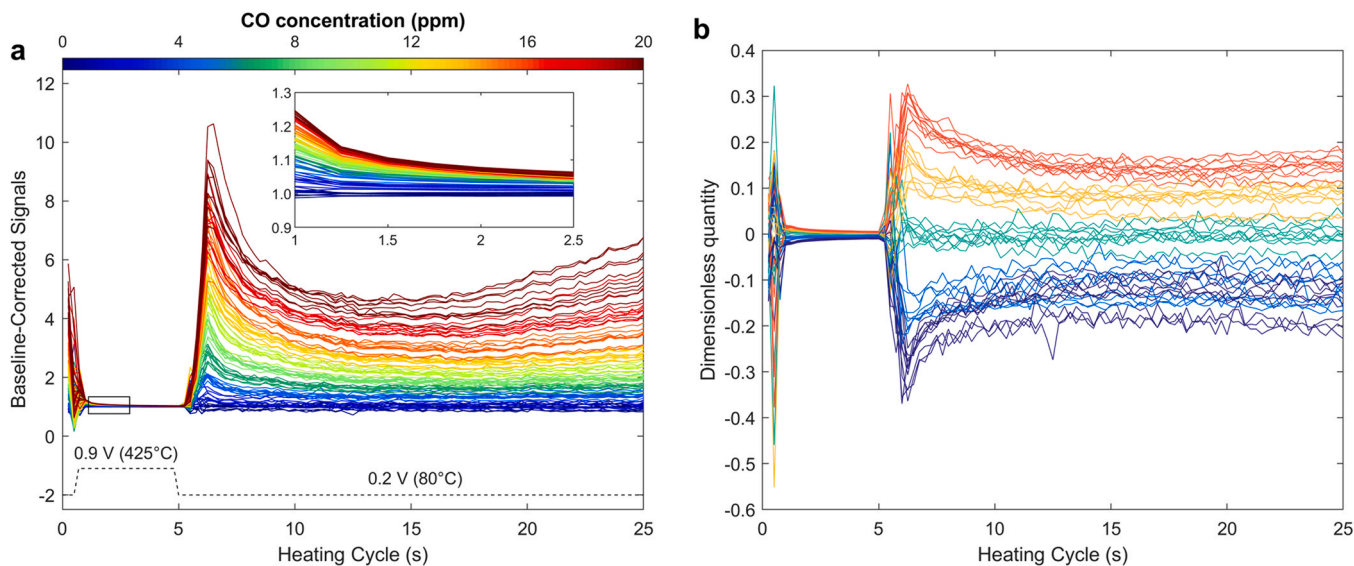 CO concentration (ppm)
0 4 8 12 16 20
a
Baseline-Corrected Signals
12
10
8
6
4
2
0
-2
1.3
1.2
1.1
1.0
0.9
1 1.5 2 2.5
0.9 V (425°C)
0.2 V (80°C)
0 5 10 15 20 25
Heating Cycle (s)
b
Dimensionless quantity
0.4
0.3
0.2
0.1
0
-0.1
-0.2
-0.3
-0.4
-0.5
-0.6
0 5 10 15 20 25
Heating Cycle (s)